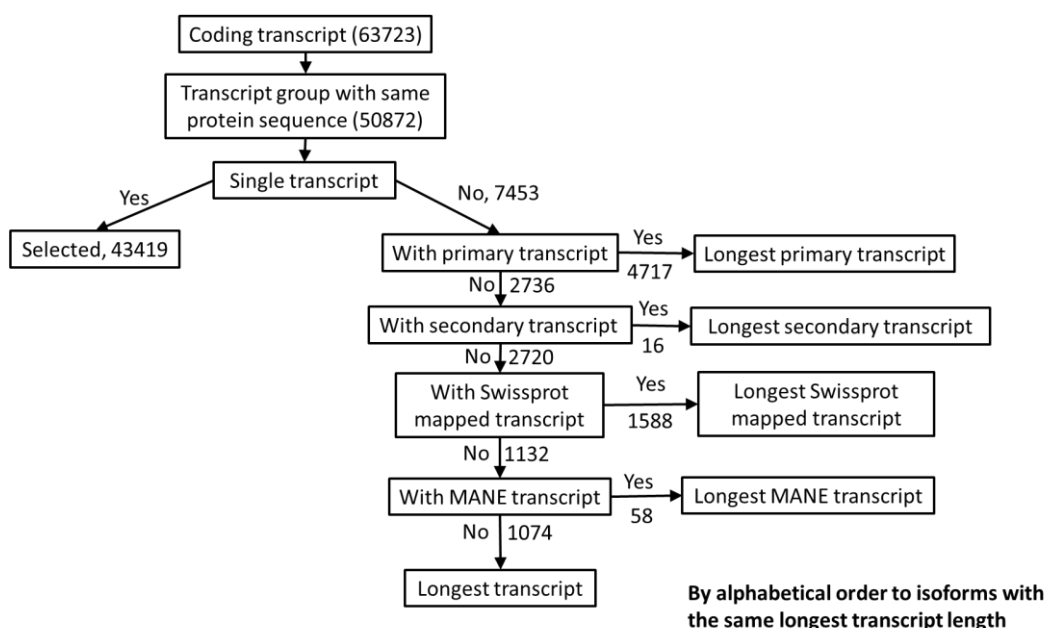 Coding transcript (63723)
Transcript group with same
protein sequence (50872)
Single transcript
Yes
No, 7453
Selected, 43419
With primary transcript
Yes
4717
Longest primary transcript
No
2736
With secondary transcript
Yes
16
Longest secondary transcript
No
2720
With Swissprot
mapped transcript
Yes
1588
Longest Swissprot
mapped transcript
No
1132
With MANE transcript
Yes
58
Longest MANE transcript
No
1074
Longest transcript
By alphabetical order to isoforms with
the same longest transcript length